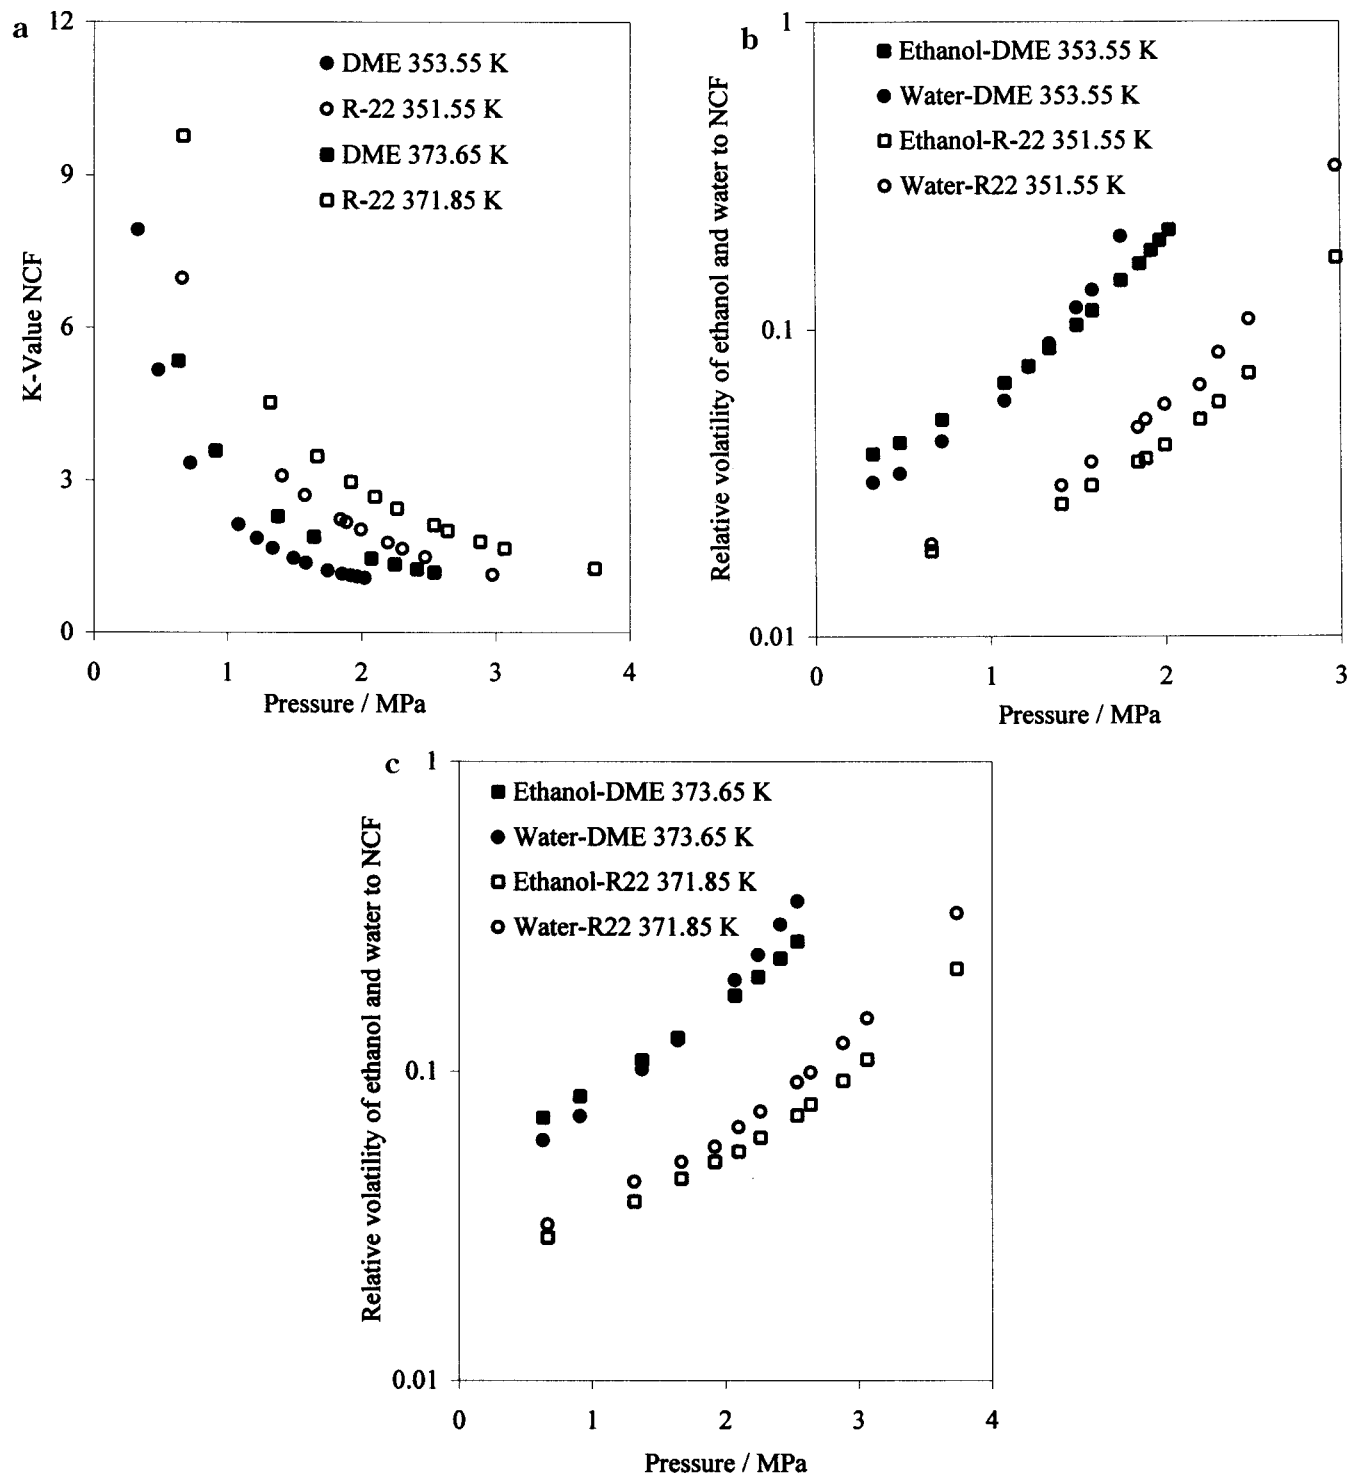 a
12
9
6
3
0
K-Value NCF
DME 353.55 K
R-22 351.55 K
DME 373.65 K
R-22 371.85 K
0 1 2 3 4
Pressure / MPa
b
1
0.1
0.01
Relative volatility of ethanol and water to NCF
Ethanol-DME 353.55 K
Water-DME 353.55 K
Ethanol-R-22 351.55 K
Water-R22 351.55 K
0 1 2 3
Pressure / MPa
c
1
0.1
0.01
Relative volatility of ethanol and water to NCF
Ethanol-DME 373.65 K
Water-DME 373.65 K
Ethanol-R22 371.85 K
Water-R22 371.85 K
0 1 2 3 4
Pressure / MPa